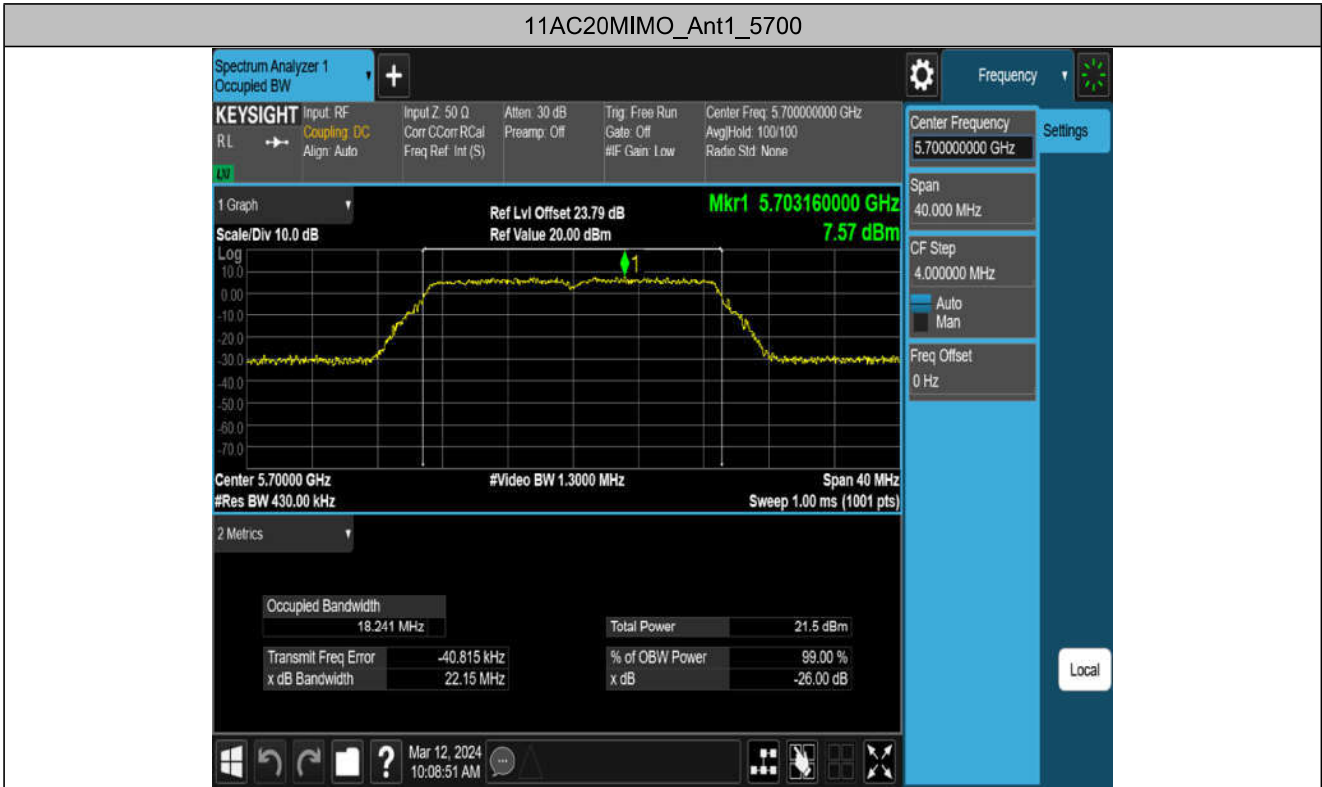 11AC20MIMO_Ant1_5700
Spectrum Analyzer 1
Occupied BW
+
Frequency
KEYSIGHT
RL
LXI
Input: RF
Coupling: DC
Align: Auto
Input Z: 50 Ω
Corr CCorr RCal
Freq Ref: Int (S)
Atten: 30 dB
Preamp: Off
Trig: Free Run
Gate: Off
#IF Gain: Low
Center Freq: 5.700000000 GHz
Avg|Hold: 100/100
Radio Std: None
Center Frequency
5.700000000 GHz
Settings
Span
40.000 MHz
CF Step
4.000000 MHz
Auto
Man
Freq Offset
0 Hz
Local
1 Graph
Scale/Div 10.0 dB
Ref Lvl Offset 23.79 dB
Ref Value 20.00 dBm
Mkr1 5.703160000 GHz
7.57 dBm
Log
10.0
0.00
-10.0
-20.0
-30.0
-40.0
-50.0
-60.0
-70.0
1
Center 5.70000 GHz
#Res BW 430.00 kHz
#Video BW 1.3000 MHz
Span 40 MHz
Sweep 1.00 ms (1001 pts)
2 Metrics
Occupied Bandwidth
18.241 MHz
Transmit Freq Error -40.815 kHz
x dB Bandwidth 22.15 MHz
Total Power 21.5 dBm
% of OBW Power 99.00 %
x dB -26.00 dB
?
Mar 12, 2024
10:08:51 AM